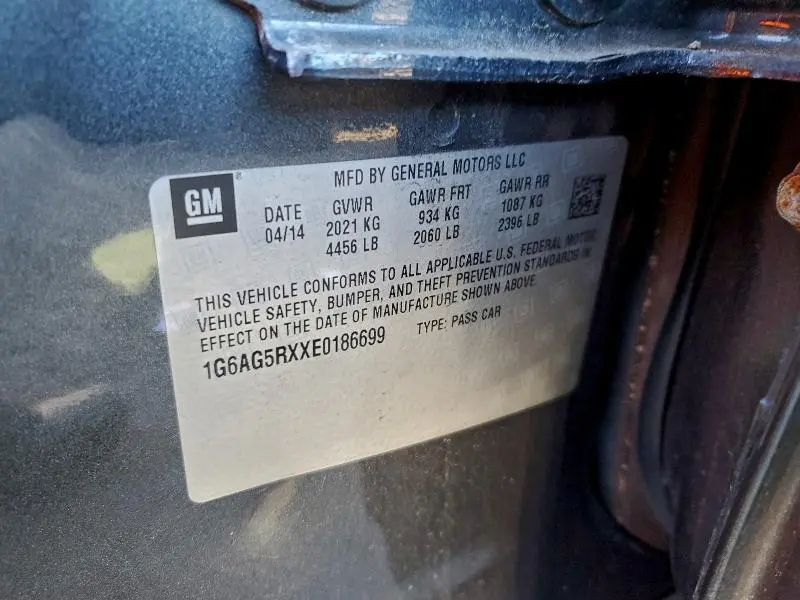 GM
MFD BY GENERAL MOTORS LLC
DATE GVWR GAWR FRT GAWR RR
04/14 2021 KG 934 KG 1087 KG
4456 LB 2060 LB 2396 LB
THIS VEHICLE CONFORMS TO ALL APPLICABLE U.S. FEDERAL MOTOR
VEHICLE SAFETY, BUMPER, AND THEFT PREVENTION STANDARDS IN
EFFECT ON THE DATE OF MANUFACTURE SHOWN ABOVE.
1G6AG5RXXE0186699 TYPE: PASS CAR